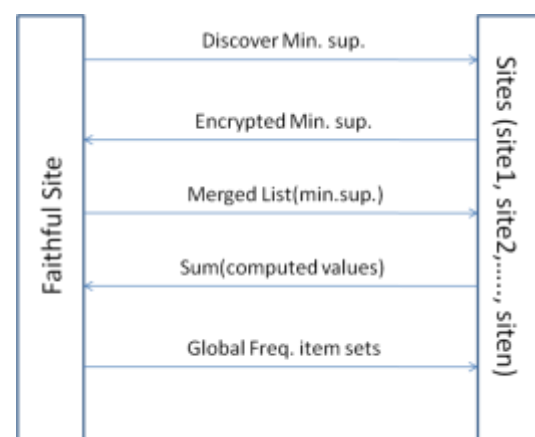 Discover Min. sup.
Encrypted Min. sup.
Merged List(min.sup.)
Sum(computed values)
Global Freq. item sets
Faithful Site
Sites (site1, site2,....., siten)